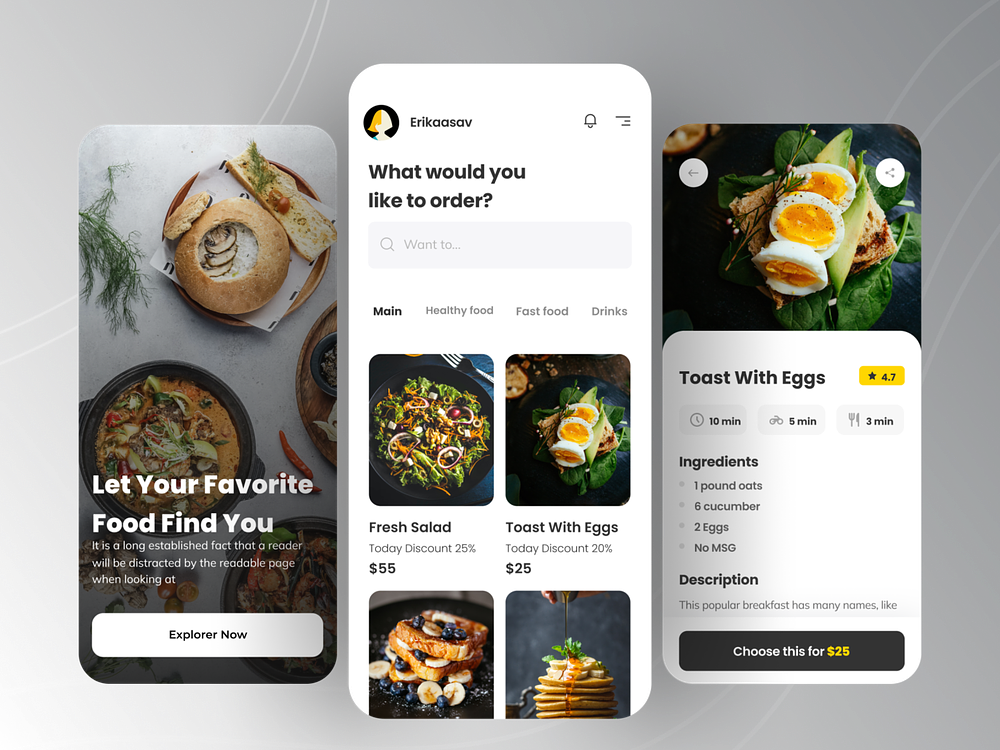 Let Your Favorite
Food Find You
It is a long established fact that a reader
will be distracted by the readable page
when looking at
Explorer Now
Erikaasav
What would you
like to order?
Want to...
Main Healthy food Fast food Drinks
Fresh Salad
Today Discount 25%
$55
Toast With Eggs
Today Discount 20%
$25
Toast With Eggs
4.7
10 min 5 min 3 min
Ingredients
1 pound oats
6 cucumber
2 Eggs
No MSG
Description
This popular breakfast has many names, like
Choose this for $25